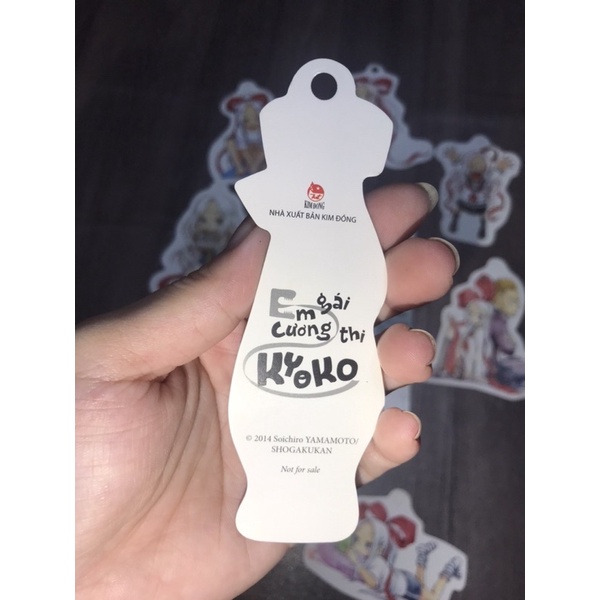 KIM ĐỒNG
NHÀ XUẤT BẢN KIM ĐỒNG
Em gái
Cương thi
KYOKO
© 2014 Soichiro YAMAMOTO/
SHOGAKUKAN
Not for sale